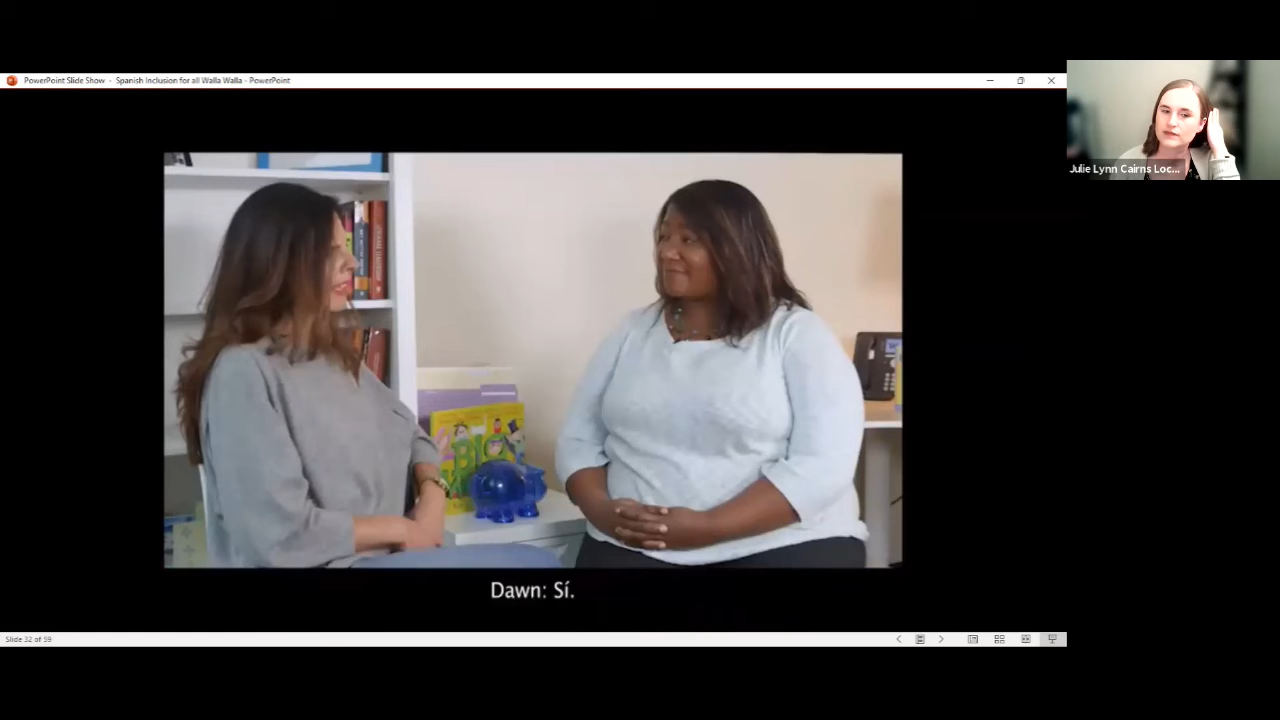 PowerPoint Slide Show - Spanish Inclusion for all Walla Walla - PowerPoint
Julie Lynn Cairns Loc...
BIG
Dawn: Sí.
Slide 32 of 59